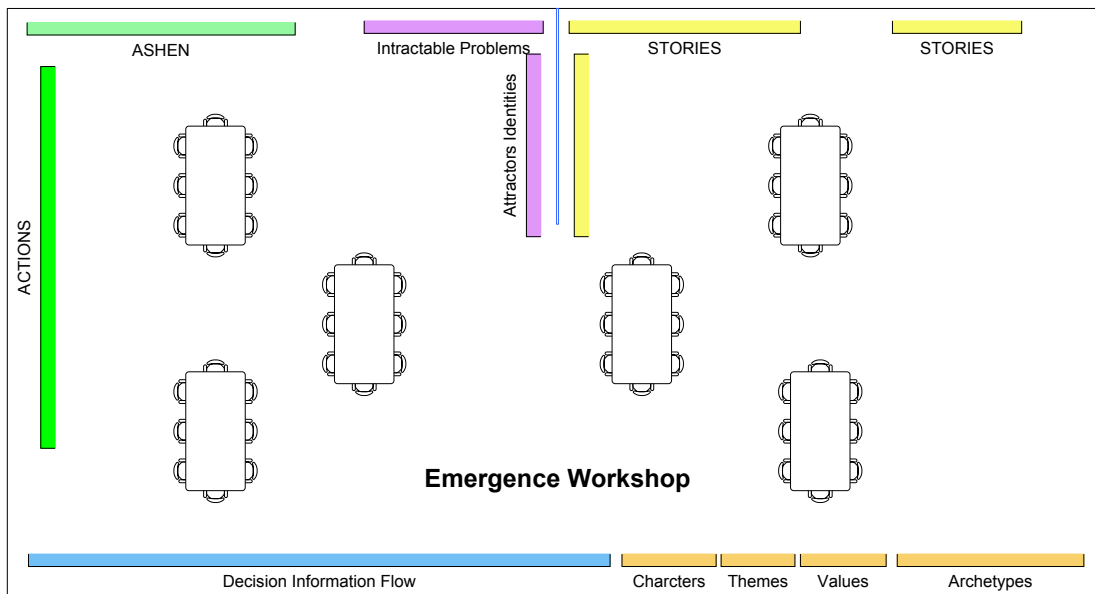 ASHEN
Intractable Problems
STORIES
STORIES
Attractors Identities
ACTIONS
Emergence Workshop
Decision Information Flow
Charcters
Themes
Values
Archetypes